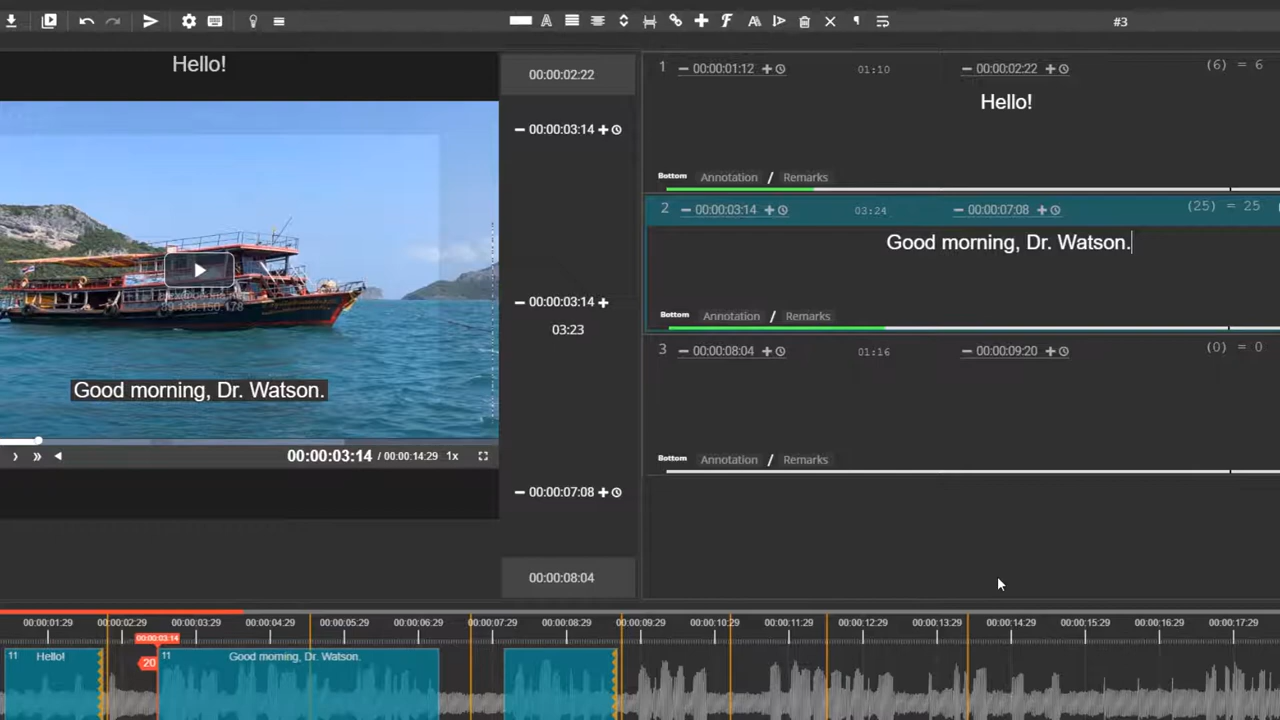 #3
Hello!
00:00:02:22
00:00:03:14
00:00:03:14
03:23
00:00:07:08
00:00:08:04
39.138.150.178
Good morning, Dr. Watson.
00:00:03:14 / 00:00:14:29 1x
1 00:00:01:12 01:10 00:00:02:22 (6) = 6
Hello!
Bottom Annotation / Remarks
2 00:00:03:14 03:24 00:00:07:08 (25) = 25
Good morning, Dr. Watson.
Bottom Annotation / Remarks
3 00:00:08:04 01:16 00:00:09:20 (0) = 0
Bottom Annotation / Remarks
00:00:01:29 00:00:02:29 00:00:03:29 00:00:04:29 00:00:05:29 00:00:06:29 00:00:07:29 00:00:08:29 00:00:09:29 00:00:10:29 00:00:11:29 00:00:12:29 00:00:13:29 00:00:14:29 00:00:15:29 00:00:16:29 00:00:17:29
00:00:03:14
11 Hello! 20 11 Good morning, Dr. Watson.